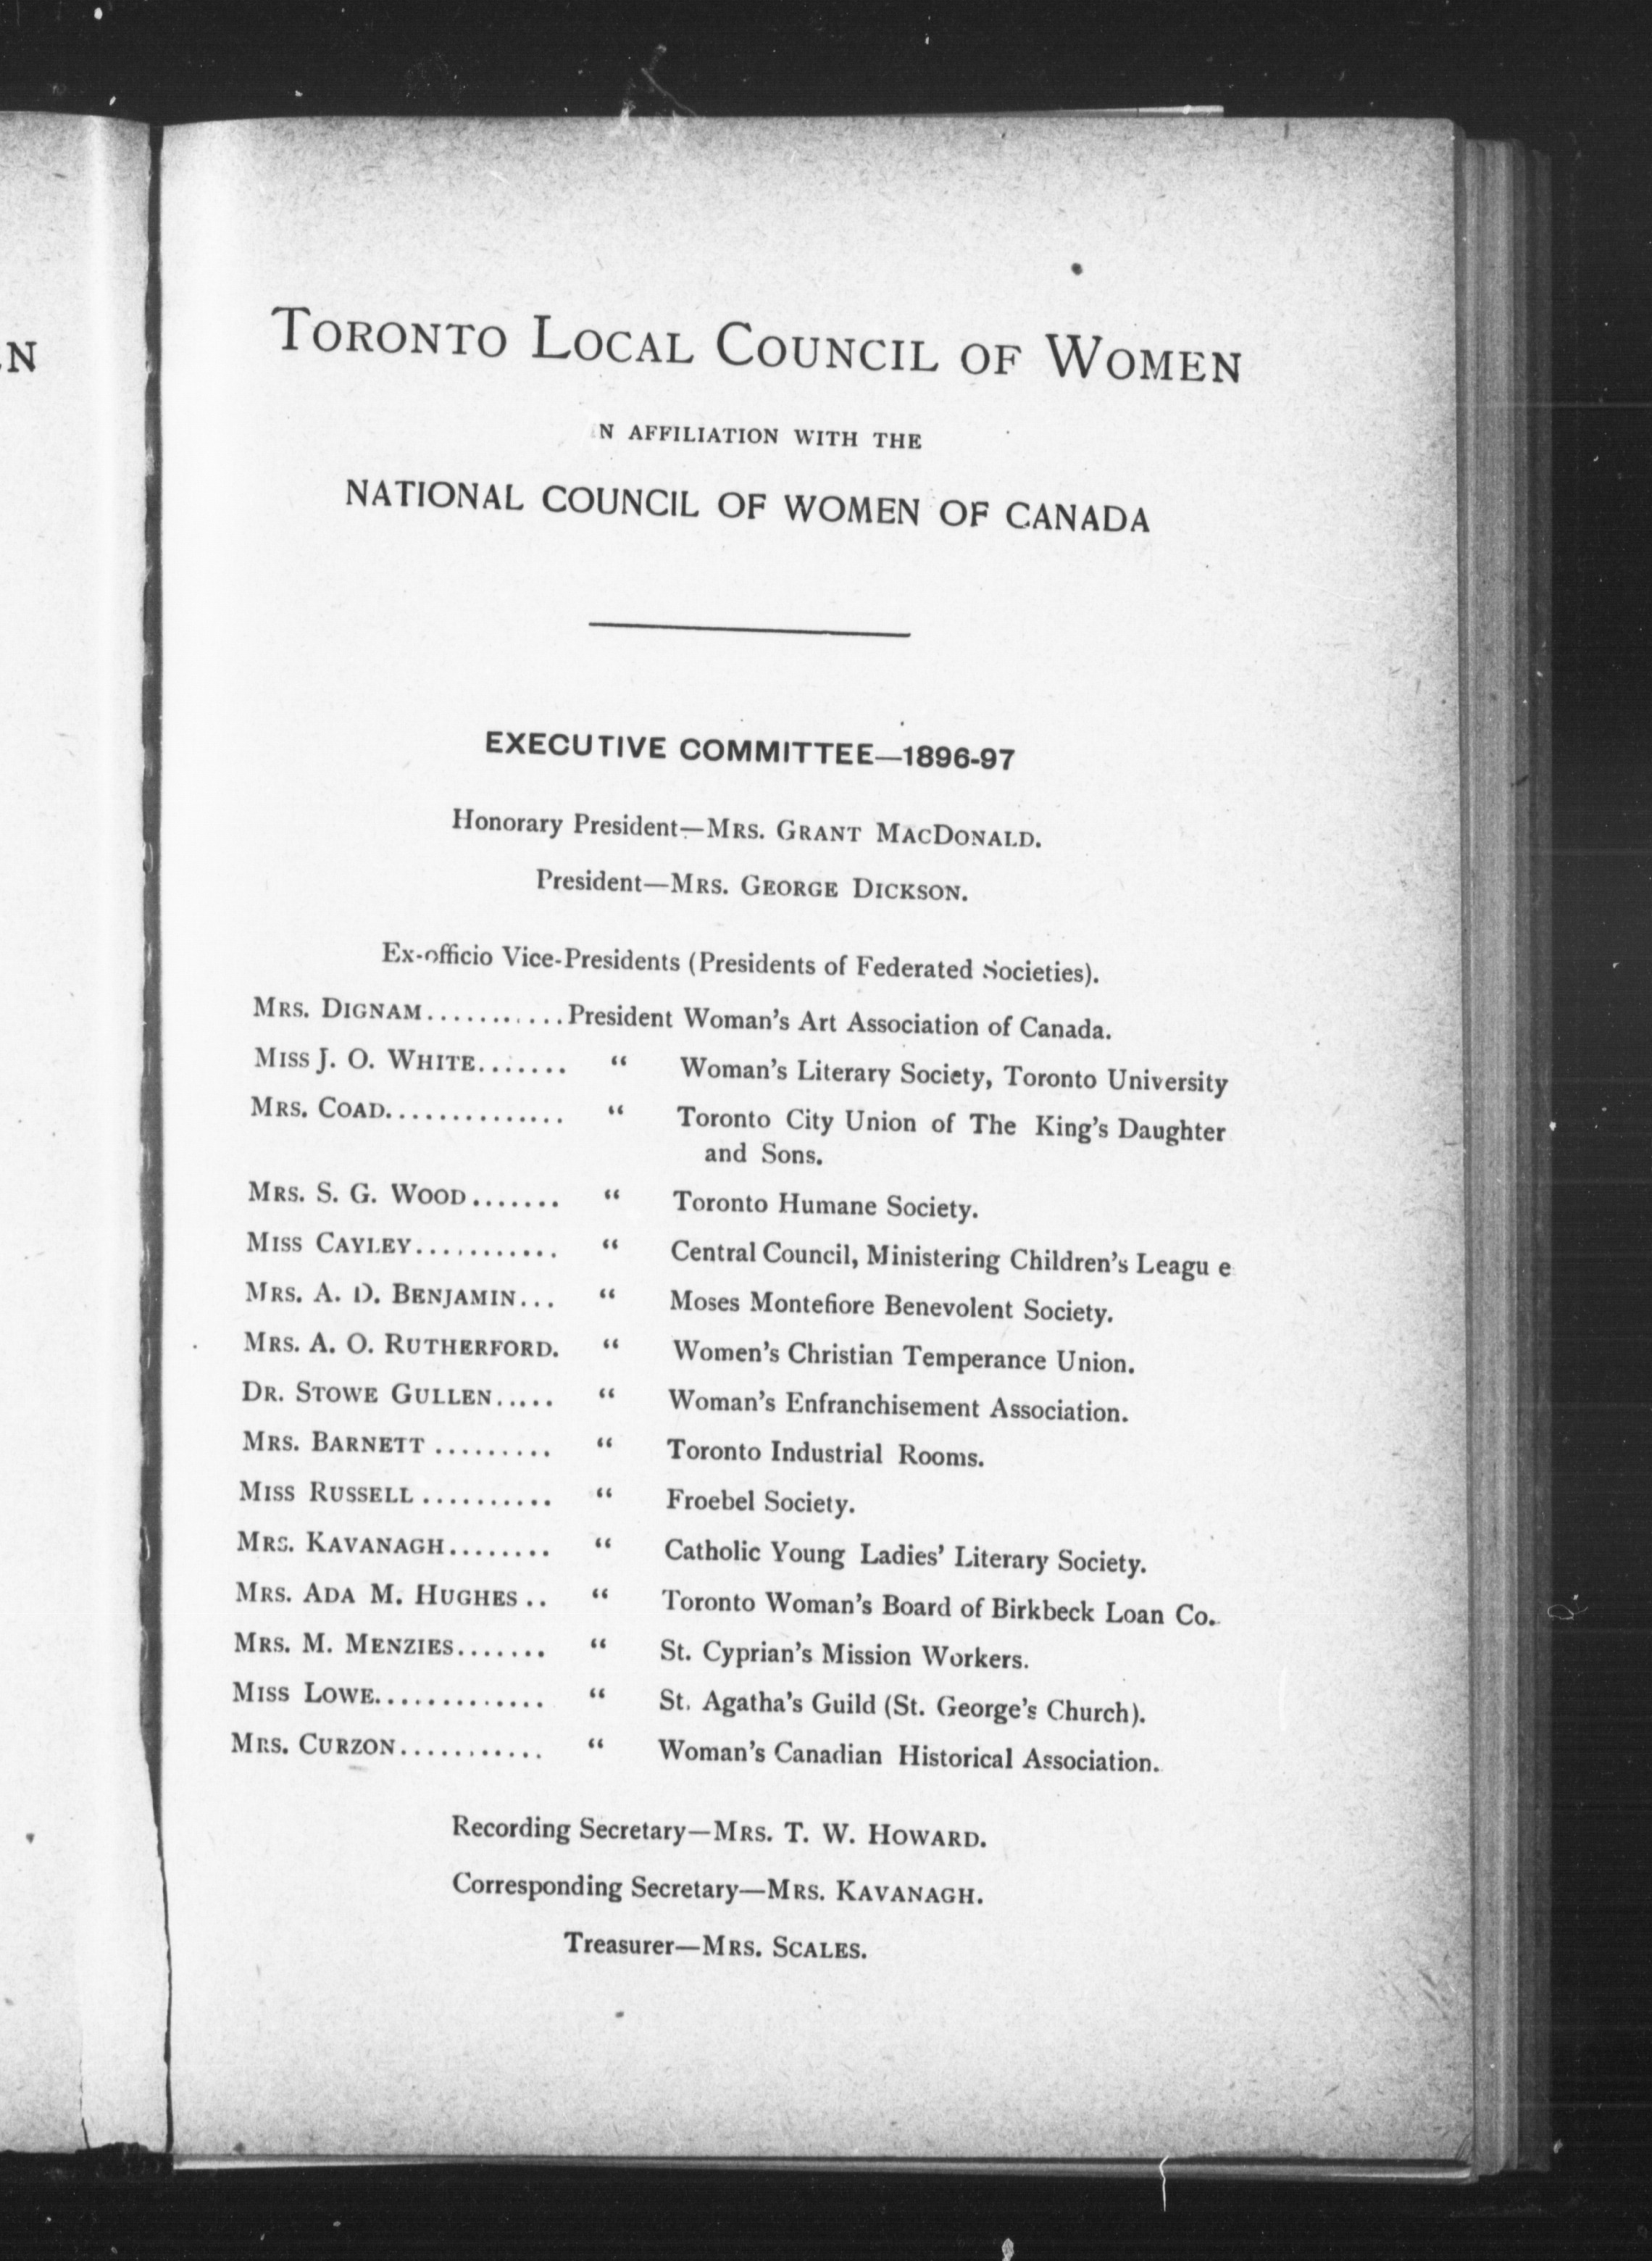 TORONTO LOCAL COUNCIL OF WOMEN
IN AFFILIATION WITH THE
NATIONAL COUNCIL OF WOMEN OF CANADA
EXECUTIVE COMMITTEE—1896-97
Honorary President—MRS. GRANT MACDONALD.
President—MRS. GEORGE DICKSON.
Ex-officio Vice-Presidents (Presidents of Federated Societies).
MRS. DIGNAM...........President Woman's Art Association of Canada.
MISS J. O. WHITE....... “ Woman's Literary Society, Toronto University
MRS. COAD.............. “ Toronto City Union of The King's Daughter
and Sons.
MRS. S. G. WOOD....... “ Toronto Humane Society.
MISS CAYLEY........... “ Central Council, Ministering Children's Leagu e
MRS. A. D. BENJAMIN... “ Moses Montefiore Benevolent Society.
MRS. A. O. RUTHERFORD. “ Women's Christian Temperance Union.
DR. STOWE GULLEN..... “ Woman's Enfranchisement Association.
MRS. BARNETT ......... “ Toronto Industrial Rooms.
MISS RUSSELL .......... “ Froebel Society.
MRS. KAVANAGH........ “ Catholic Young Ladies' Literary Society.
MRS. ADA M. HUGHES .. “ Toronto Woman's Board of Birkbeck Loan Co.
MRS. M. MENZIES....... “ St. Cyprian's Mission Workers.
MISS LOWE............. “ St. Agatha's Guild (St. George's Church).
MRS. CURZON........... “ Woman's Canadian Historical Association.
Recording Secretary—MRS. T. W. HOWARD.
Corresponding Secretary—MRS. KAVANAGH.
Treasurer—MRS. SCALES.